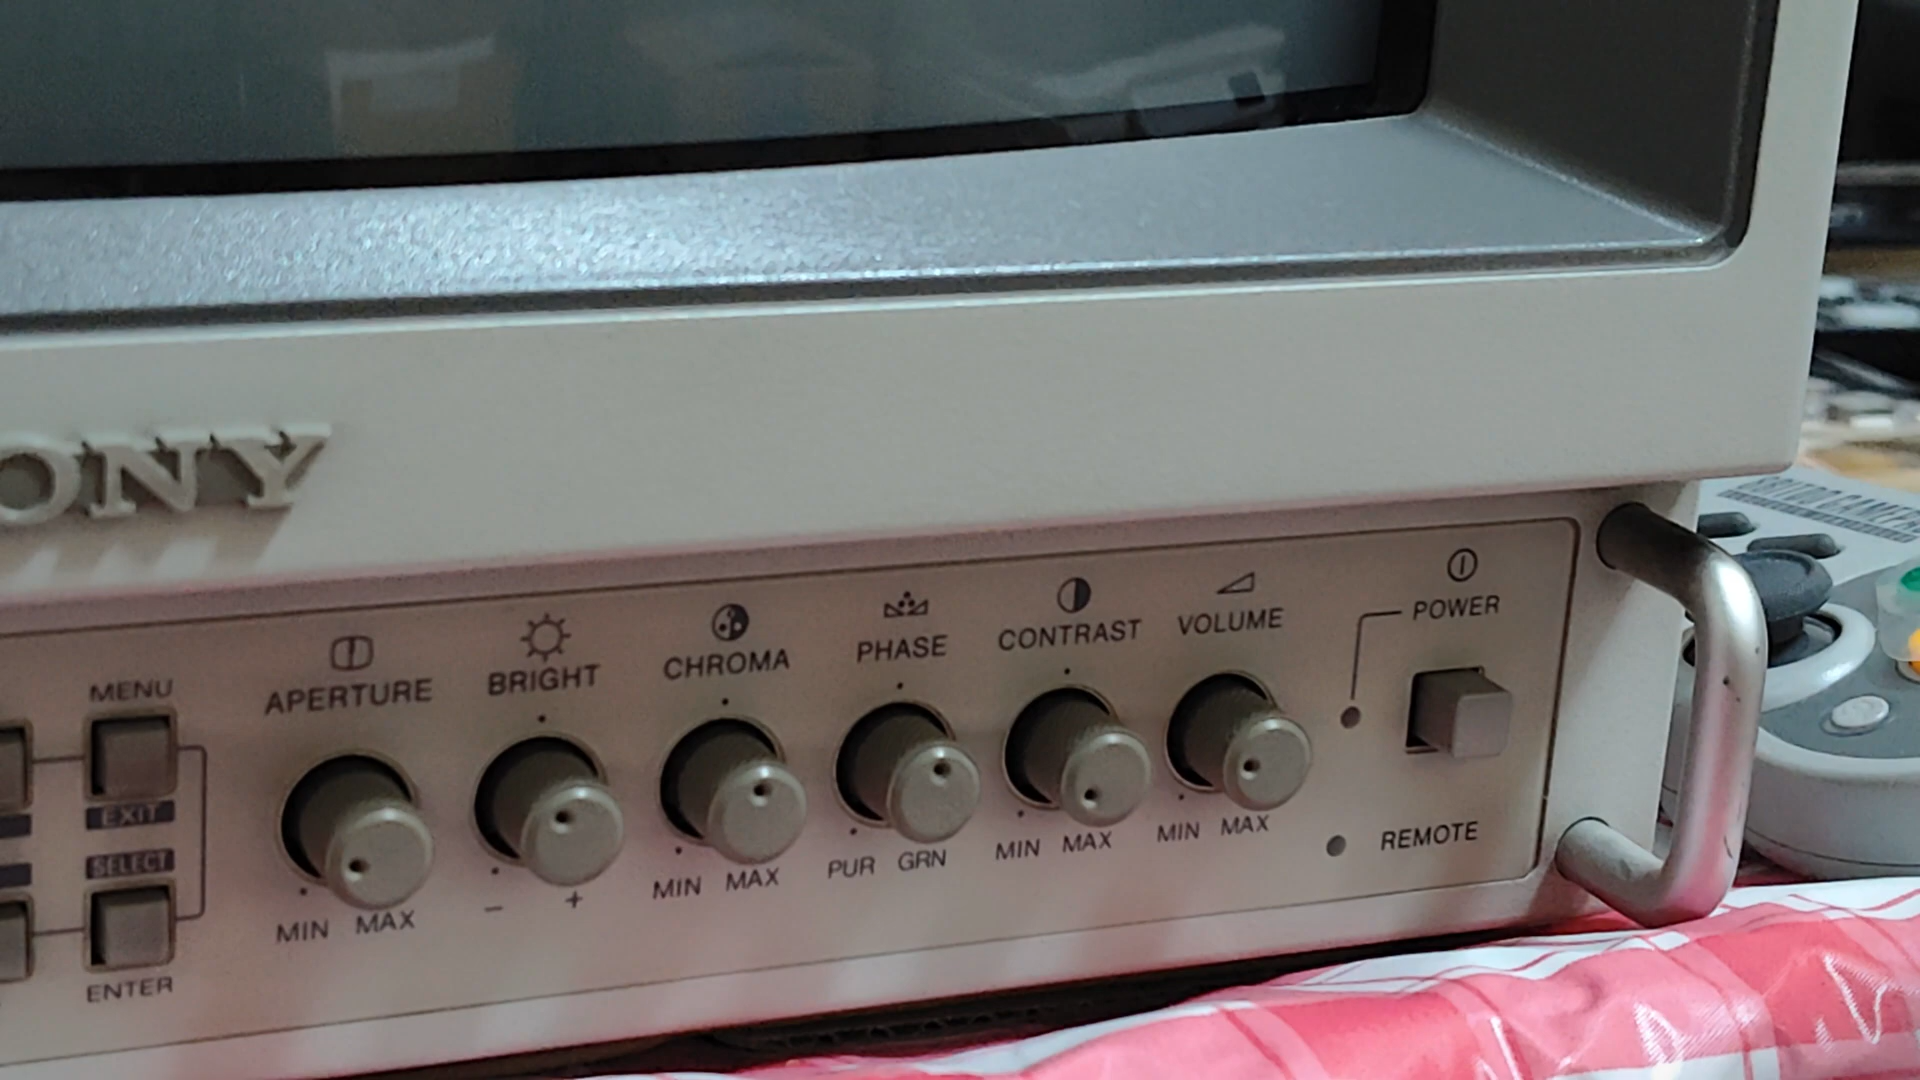 ONY
MENU
EXIT
SELECT
ENTER
APERTURE
MIN MAX
BRIGHT
− +
CHROMA
MIN MAX
PHASE
PUR GRN
CONTRAST
MIN MAX
VOLUME
MIN MAX
POWER
REMOTE